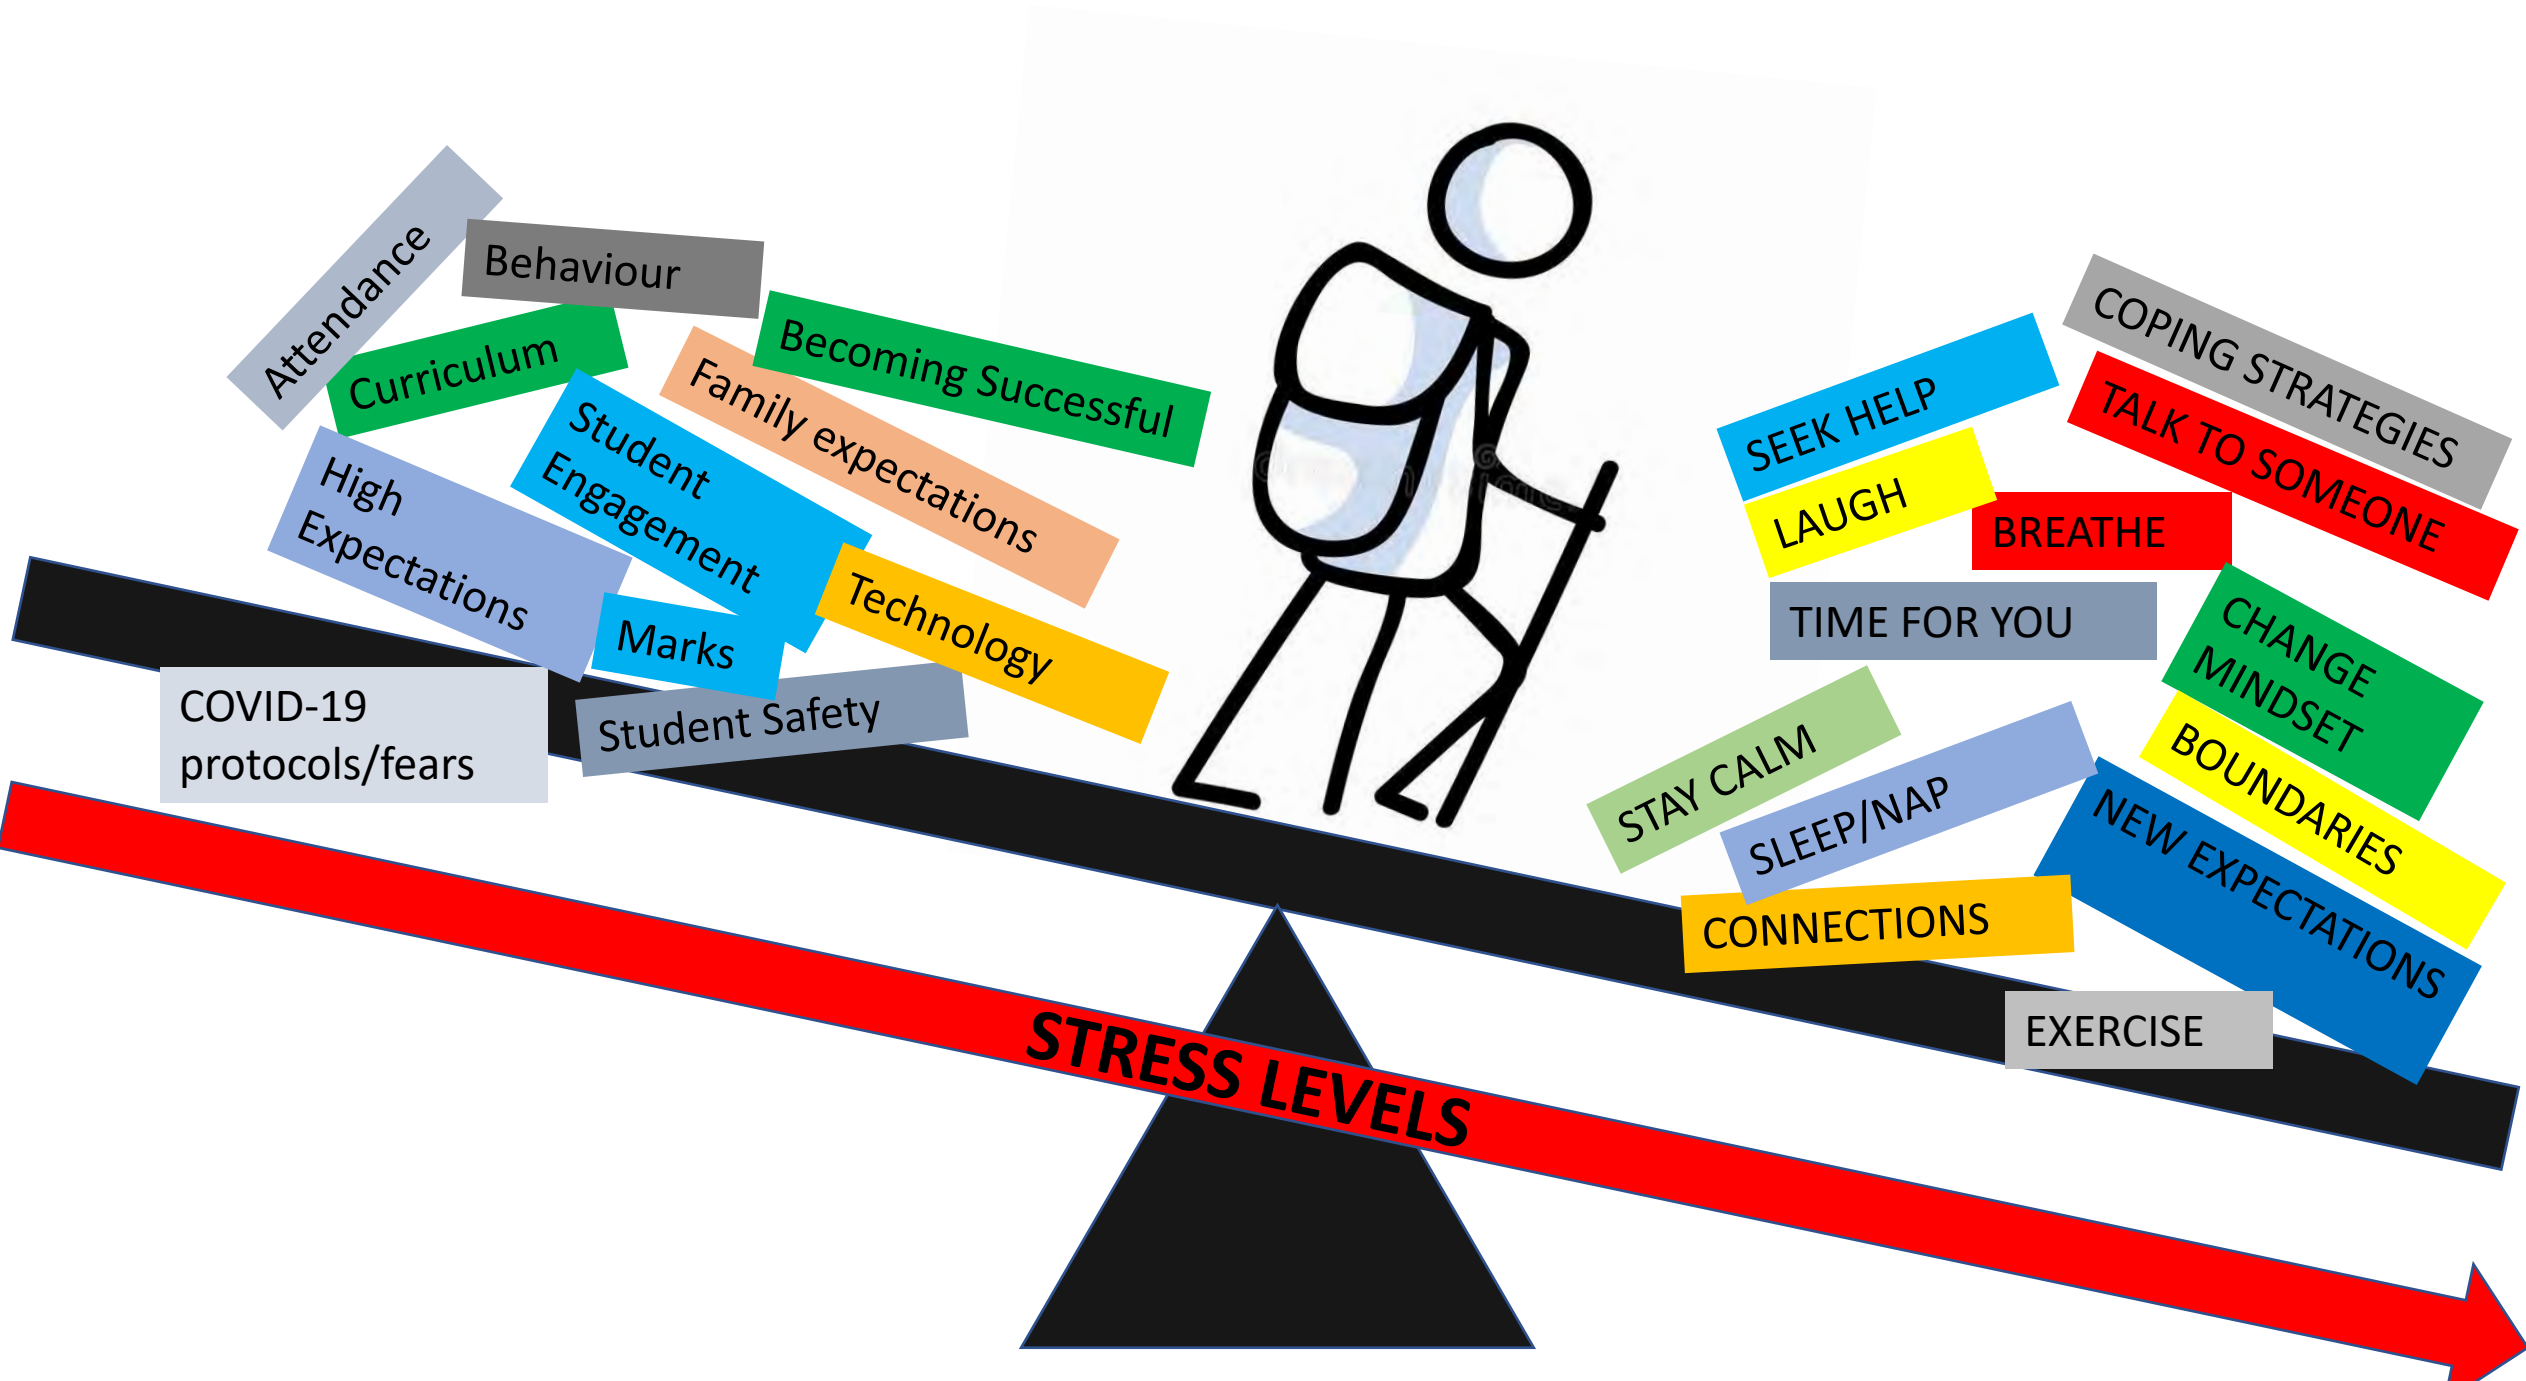 Attendance
Behaviour
Curriculum
Becoming Successful
Family expectations
Student
Engagement
High
Expectations
Technology
Marks
COVID-19
protocols/fears
Student Safety
COPING STRATEGIES
SEEK HELP
TALK TO SOMEONE
LAUGH
BREATHE
TIME FOR YOU
CHANGE
MINDSET
STAY CALM
BOUNDARIES
SLEEP/NAP
NEW EXPECTATIONS
CONNECTIONS
EXERCISE
STRESS LEVELS